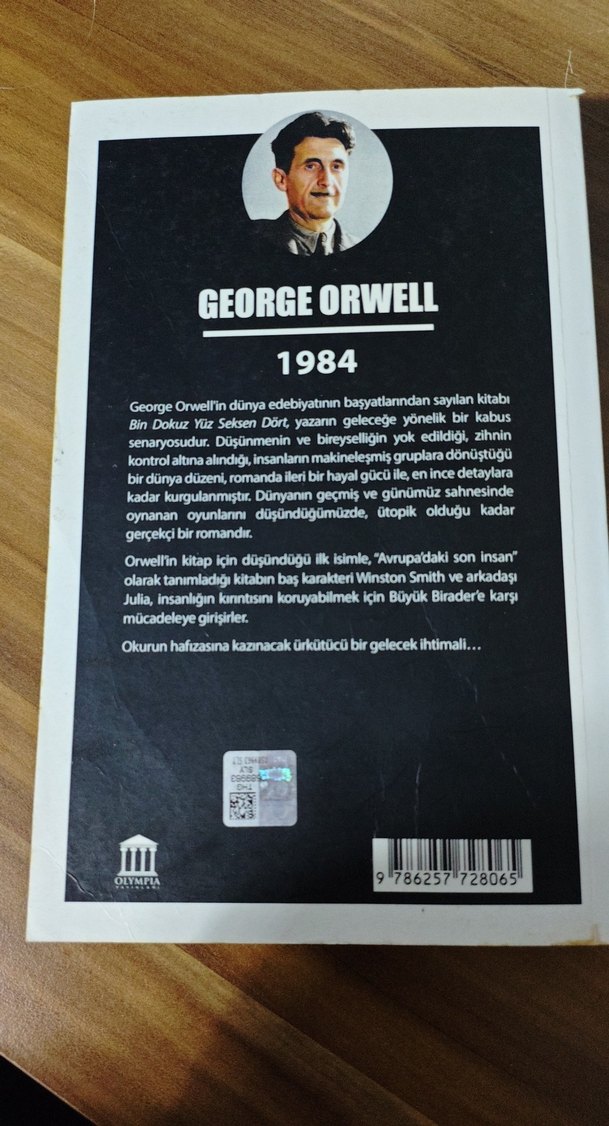 GEORGE ORWELL
1984
George Orwell'in dünya edebiyatının başyatlarından sayılan kitabı
Bin Dokuz Yüz Seksen Dört, yazarın geleceğe yönelik bir kabus
senaryosudur. Düşünmenin ve bireyselliğin yok edildiği, zihnin
kontrol altına alındığı, insanların makineleşmiş gruplara dönüştüğü
bir dünya düzeni, romanda ileri bir hayal gücü ile, en ince detaylara
kadar kurgulanmıştır. Dünyanın geçmiş ve günümüz sahnesinde
oynanan oyunlarını düşündüğümüzde, ütopik olduğu kadar
gerçekçi bir romandır.
Orwell'in kitap için düşündüğü ilk isimle, "Avrupa'daki son insan"
olarak tanımladığı kitabın baş karakteri Winston Smith ve arkadaşı
Julia, insanlığın kırıntısını koruyabilmek için Büyük Birader'e karşı
mücadeleye girişirler.
Okurun hafızasına kazınacak ürkütücü bir gelecek ihtimali...
THG
OLYMPIA
YAYINLARI
9 786257 728065